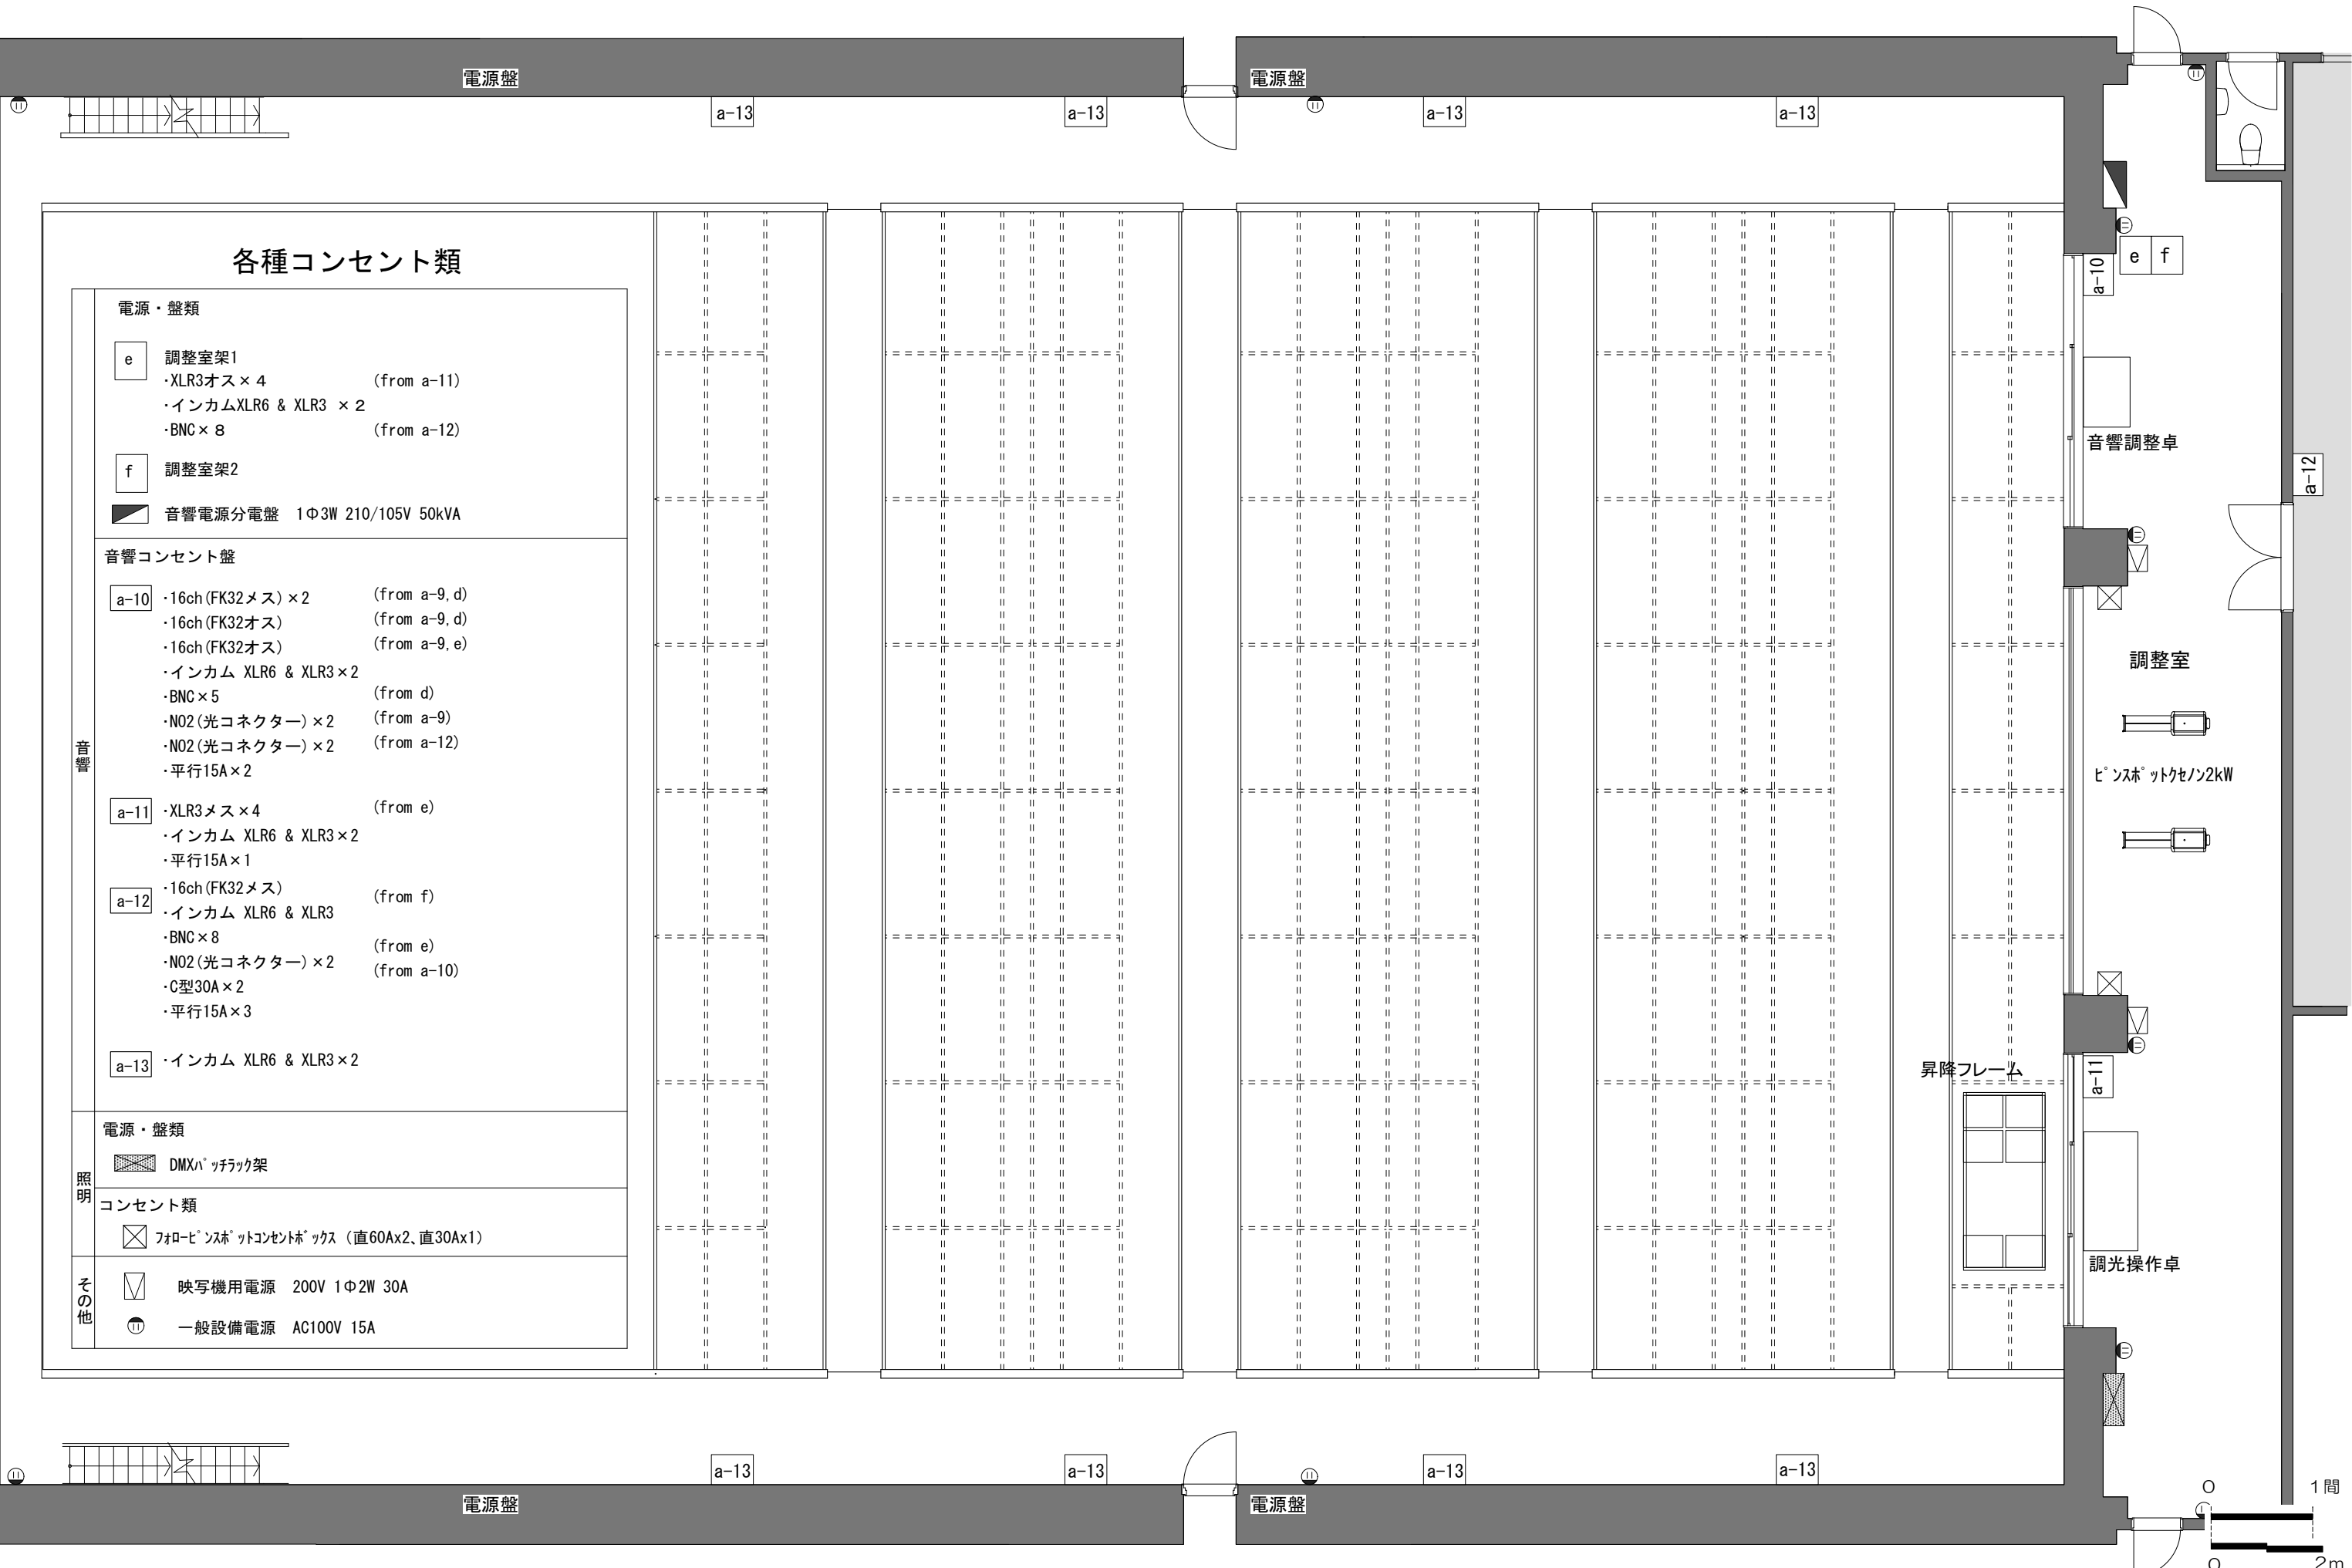 電源盤
電源盤
a-13
a-13
a-13
a-13
各種コンセント類
音響
電源・盤類
e
調整室架1
・XLR3オス×4 (from a-11)
・インカムXLR6 & XLR3 ×2
・BNC×8 (from a-12)
f
調整室架2
音響電源分電盤 1Φ3W 210/105V 50kVA
音響コンセント盤
a-10
・16ch(FK32メス)×2 (from a-9,d)
・16ch(FK32オス) (from a-9,d)
・16ch(FK32オス) (from a-9,e)
・インカム XLR6 & XLR3×2
・BNC×5 (from d)
・NO2(光コネクター)×2 (from a-9)
・NO2(光コネクター)×2 (from a-12)
・平行15A×2
a-11
・XLR3メス×4 (from e)
・インカム XLR6 & XLR3×2
・平行15A×1
a-12
・16ch(FK32メス) (from f)
・インカム XLR6 & XLR3
・BNC×8 (from e)
・NO2(光コネクター)×2 (from a-10)
・C型30A×2
・平行15A×3
a-13
・インカム XLR6 & XLR3×2
照明
電源・盤類
DMXパッチラック架
コンセント類
フォローピンスポットコンセントボックス (直60Ax2、直30Ax1)
その他
映写機用電源 200V 1Φ2W 30A
一般設備電源 AC100V 15A
a-10
e
f
音響調整卓
a-12
調整室
ピンスポットクセノン2kW
昇降フレーム
a-11
調光操作卓
a-13
a-13
a-13
a-13
電源盤
電源盤
0 1間
0 2m